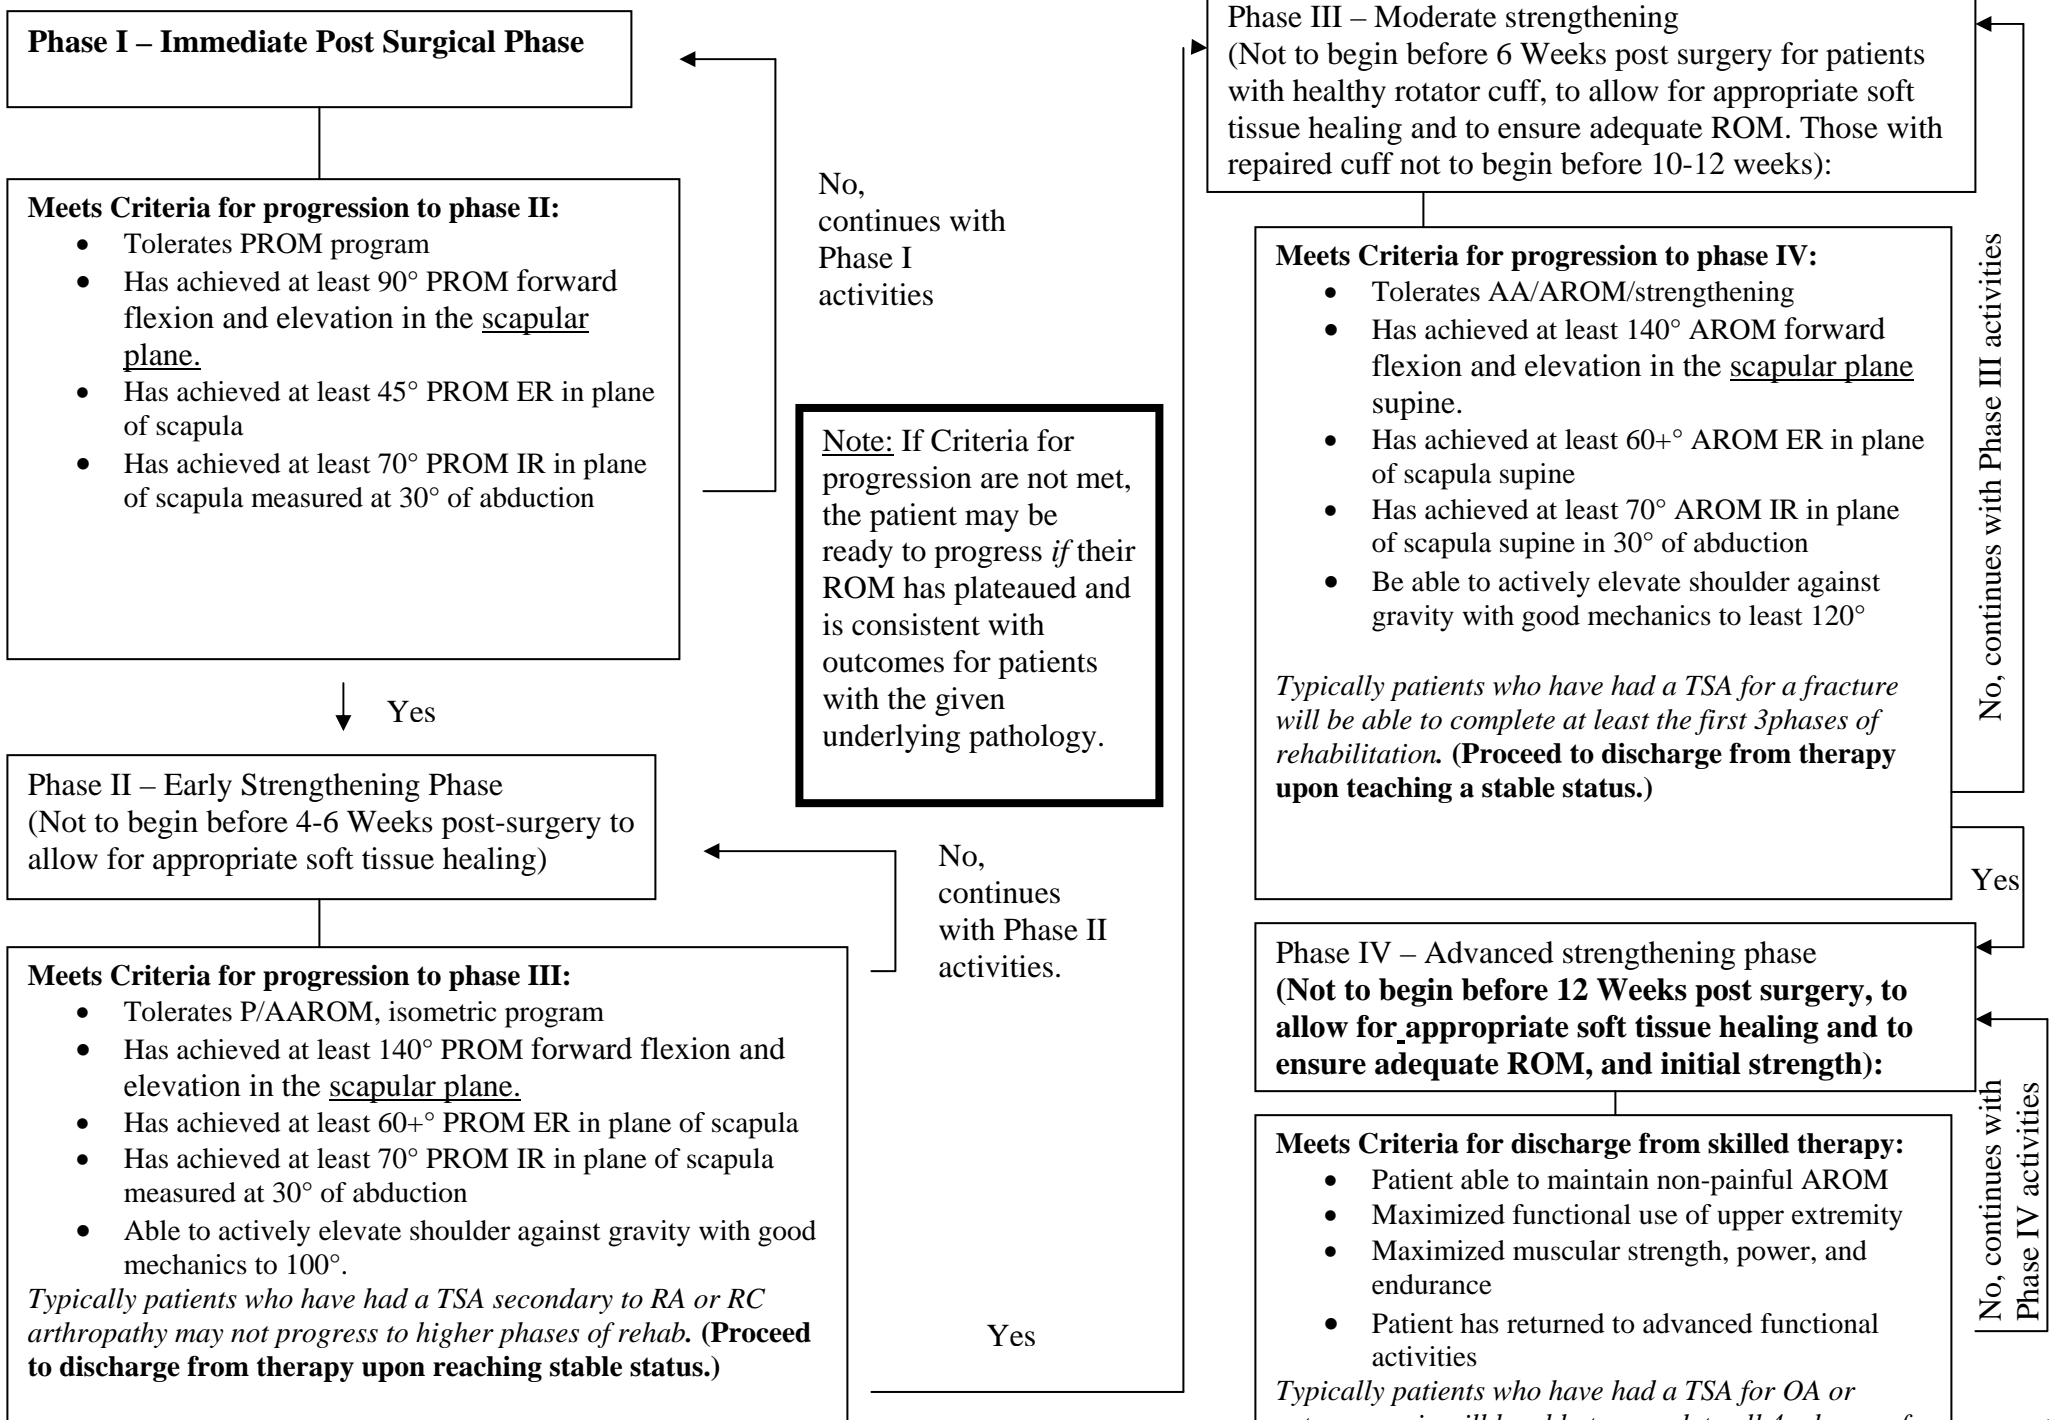 Phase I – Immediate Post Surgical Phase
Meets Criteria for progression to phase II:
• Tolerates PROM program
• Has achieved at least 90° PROM forward
flexion and elevation in the scapular
plane.
• Has achieved at least 45° PROM ER in plane
of scapula
• Has achieved at least 70° PROM IR in plane
of scapula measured at 30° of abduction
No,
continues with
Phase I
activities
Yes
Note: If Criteria for
progression are not met,
the patient may be
ready to progress if their
ROM has plateaued and
is consistent with
outcomes for patients
with the given
underlying pathology.
Phase II – Early Strengthening Phase
(Not to begin before 4-6 Weeks post-surgery to
allow for appropriate soft tissue healing)
No,
continues
with Phase II
activities.
Meets Criteria for progression to phase III:
• Tolerates P/AAROM, isometric program
• Has achieved at least 140° PROM forward flexion and
elevation in the scapular plane.
• Has achieved at least 60+° PROM ER in plane of scapula
• Has achieved at least 70° PROM IR in plane of scapula
measured at 30° of abduction
• Able to actively elevate shoulder against gravity with good
mechanics to 100°.
Typically patients who have had a TSA secondary to RA or RC
arthropathy may not progress to higher phases of rehab. (Proceed
to discharge from therapy upon reaching stable status.)
Yes
Phase III – Moderate strengthening
(Not to begin before 6 Weeks post surgery for patients
with healthy rotator cuff, to allow for appropriate soft
tissue healing and to ensure adequate ROM. Those with
repaired cuff not to begin before 10-12 weeks):
Meets Criteria for progression to phase IV:
• Tolerates AA/AROM/strengthening
• Has achieved at least 140° AROM forward
flexion and elevation in the scapular plane
supine.
• Has achieved at least 60+° AROM ER in plane
of scapula supine
• Has achieved at least 70° AROM IR in plane
of scapula supine in 30° of abduction
• Be able to actively elevate shoulder against
gravity with good mechanics to least 120°
Typically patients who have had a TSA for a fracture
will be able to complete at least the first 3phases of
rehabilitation. (Proceed to discharge from therapy
upon teaching a stable status.)
No, continues with Phase III activities
Yes
Phase IV – Advanced strengthening phase
(Not to begin before 12 Weeks post surgery, to
allow for appropriate soft tissue healing and to
ensure adequate ROM, and initial strength):
Meets Criteria for discharge from skilled therapy:
• Patient able to maintain non-painful AROM
• Maximized functional use of upper extremity
• Maximized muscular strength, power, and
endurance
• Patient has returned to advanced functional
activities
Typically patients who have had a TSA for OA or
No, continues with
Phase IV activities